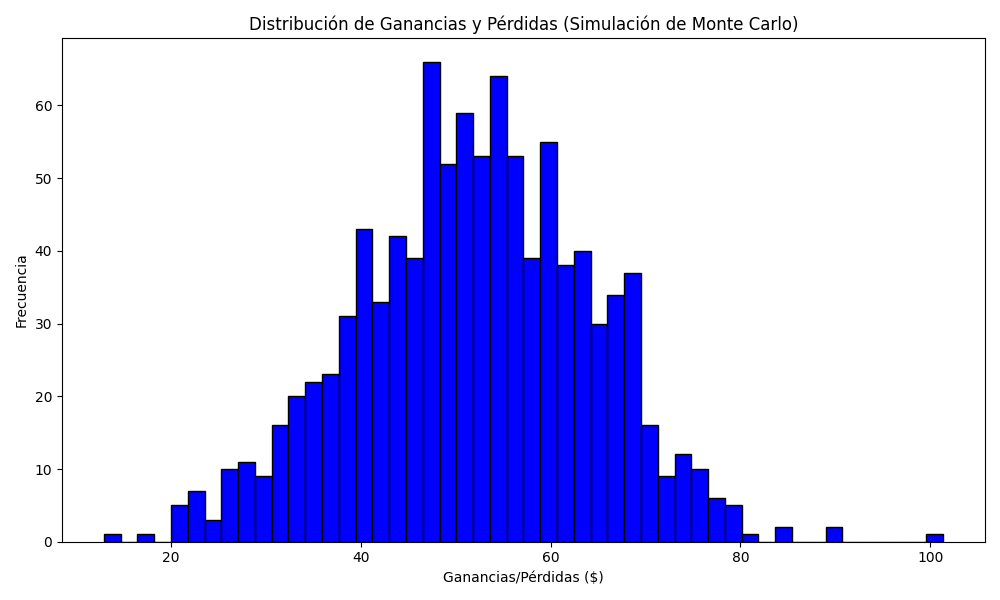 Distribución de Ganancias y Pérdidas (Simulación de Monte Carlo)
Frecuencia
60
50
40
30
20
10
0
20 40 60 80 100
Ganancias/Pérdidas ($)